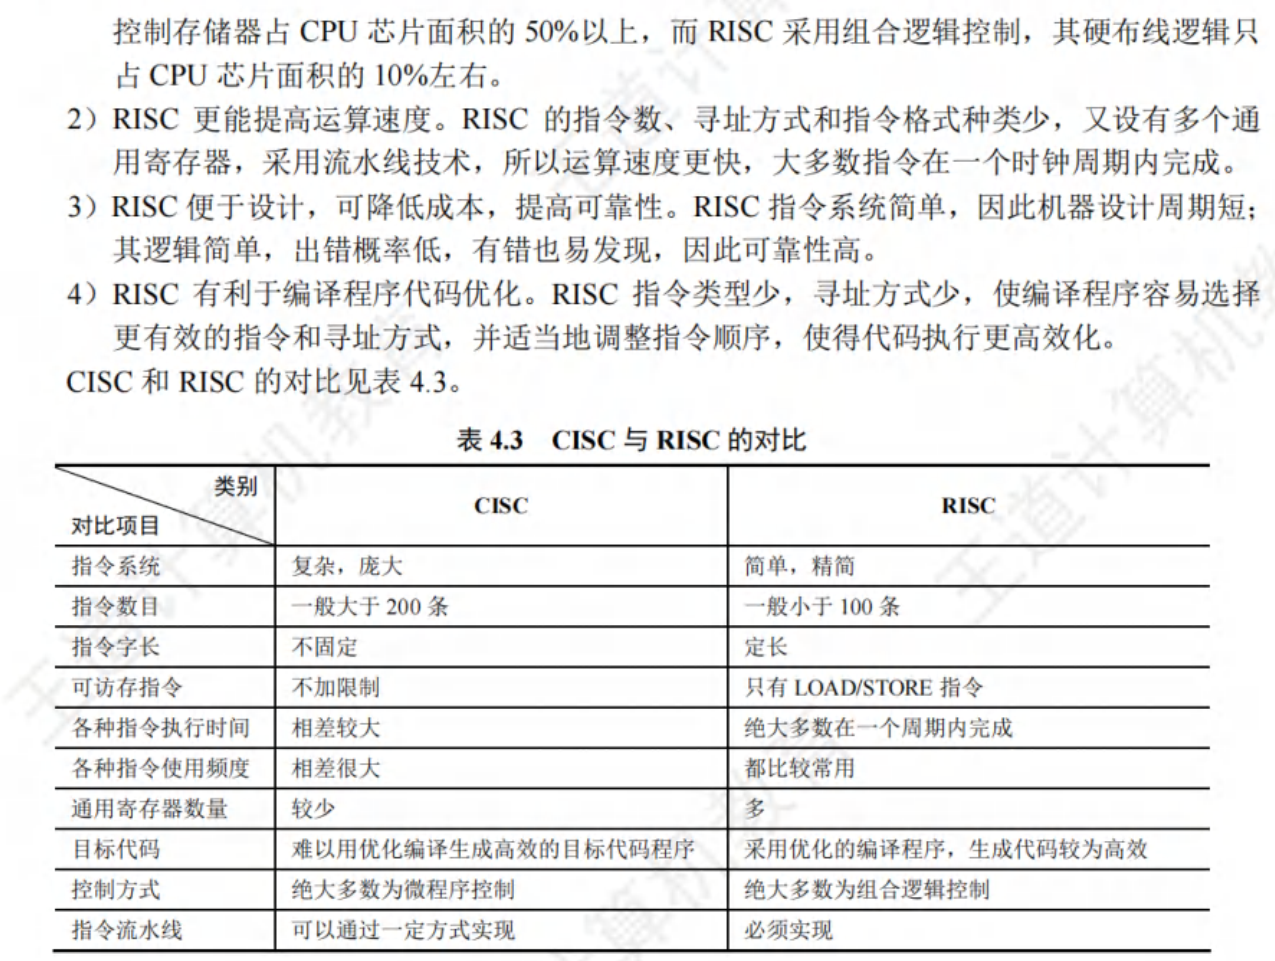 控制存储器占 CPU 芯片面积的 50%以上，而 RISC 采用组合逻辑控制，其硬布线逻辑只
占 CPU 芯片面积的 10%左右。
2）RISC 更能提高运算速度。RISC 的指令数、寻址方式和指令格式种类少，又设有多个通
用寄存器，采用流水线技术，所以运算速度更快，大多数指令在一个时钟周期内完成。
3）RISC 便于设计，可降低成本，提高可靠性。RISC 指令系统简单，因此机器设计周期短；
其逻辑简单，出错概率低，有错也易发现，因此可靠性高。
4）RISC 有利于编译程序代码优化。RISC 指令类型少，寻址方式少，使编译程序容易选择
更有效的指令和寻址方式，并适当地调整指令顺序，使得代码执行更高效化。
CISC 和 RISC 的对比见表 4.3。
表 4.3 CISC 与 RISC 的对比
类别
对比项目 CISC RISC
指令系统 复杂，庞大 简单，精简
指令数目 一般大于 200 条 一般小于 100 条
指令字长 不固定 定长
可访存指令 不加限制 只有 LOAD/STORE 指令
各种指令执行时间 相差较大 绝大多数在一个周期内完成
各种指令使用频度 相差很大 都比较常用
通用寄存器数量 较少 多
目标代码 难以用优化编译生成高效的目标代码程序 采用优化的编译程序，生成代码较为高效
控制方式 绝大多数为微程序控制 绝大多数为组合逻辑控制
指令流水线 可以通过一定方式实现 必须实现
王道计算机教育
王道计算机教
王道计算
算机教育